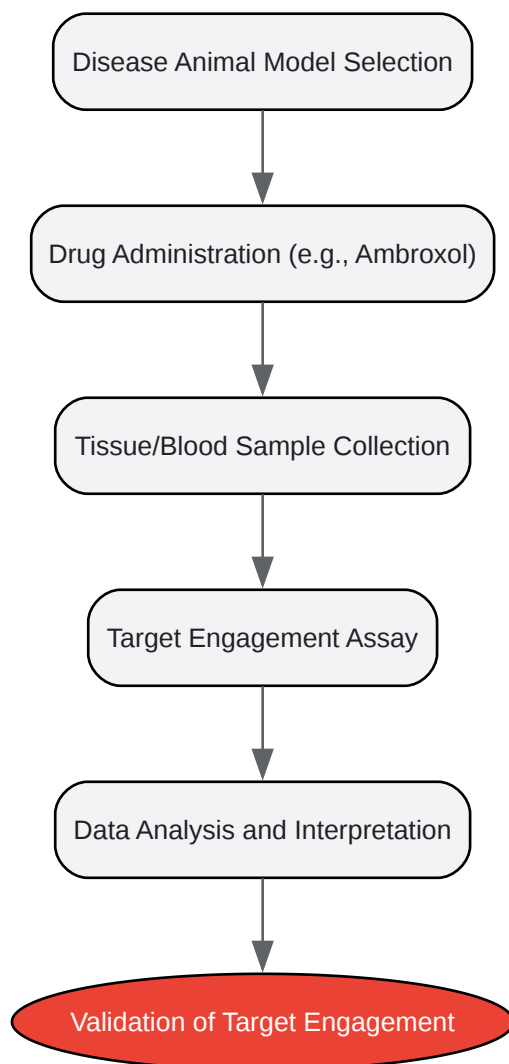 Disease Animal Model Selection
Drug Administration (e.g., Ambroxol)
Tissue/Blood Sample Collection
Target Engagement Assay
Data Analysis and Interpretation
Validation of Target Engagement